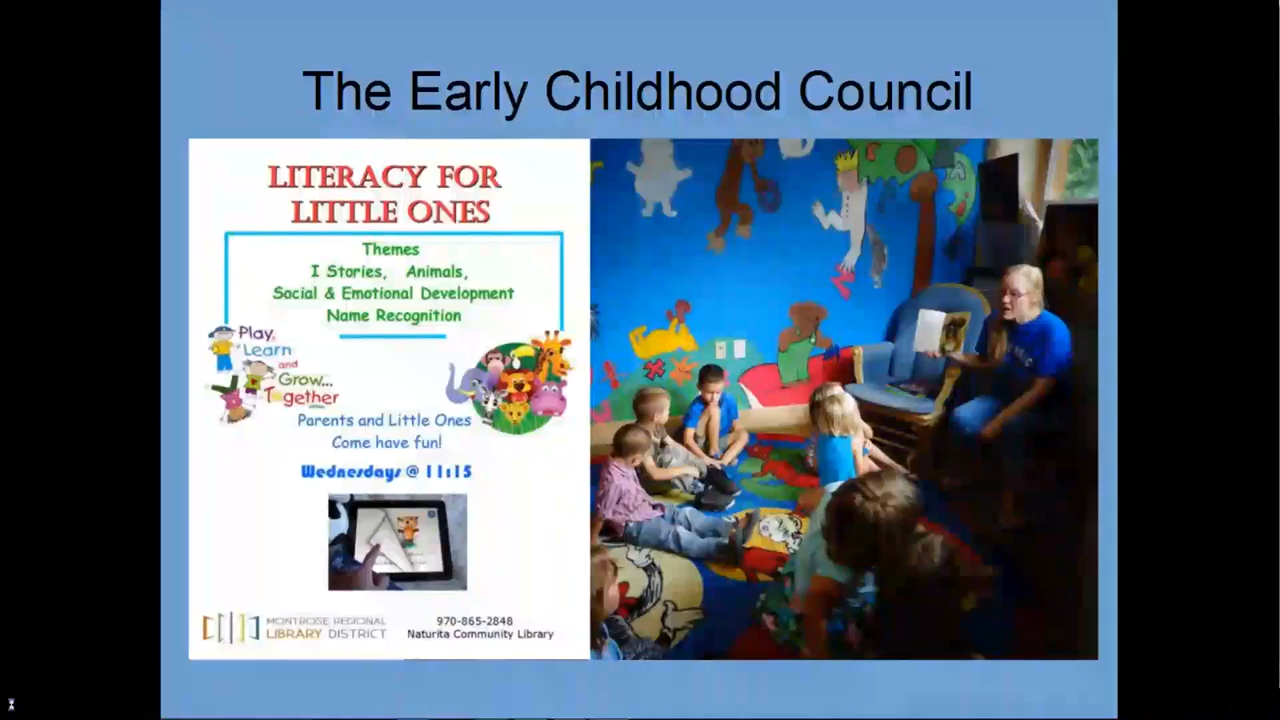 The Early Childhood Council
LITERACY FOR
LITTLE ONES
Themes
I Stories, Animals,
Social & Emotional Development
Name Recognition
Play,
Learn
and
Grow...
Together
Parents and Little Ones
Come have fun!
Wednesdays @ 11:15
MONTROSE REGIONAL
LIBRARY DISTRICT
970-865-2848
Naturita Community Library